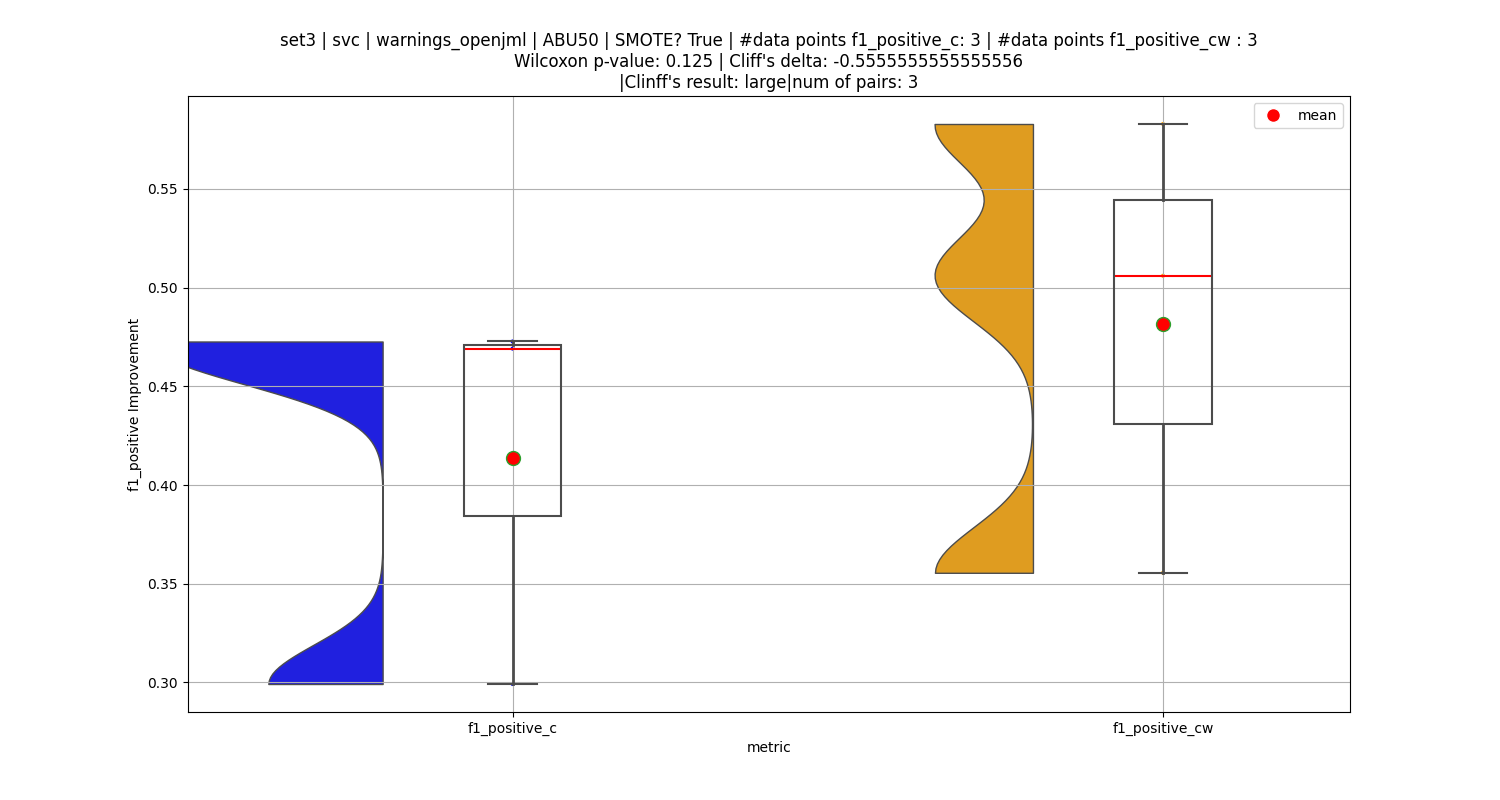 set3 | svc | warnings_openjml | ABU50 | SMOTE? True | #data points f1_positive_c: 3 | #data points f1_positive_cw : 3
Wilcoxon p-value: 0.125 | Cliff's delta: -0.5555555555555556
|Clinff's result: large|num of pairs: 3
mean
0.55
0.50
0.45
0.40
0.35
0.30
f1_positive Improvement
f1_positive_c
f1_positive_cw
metric